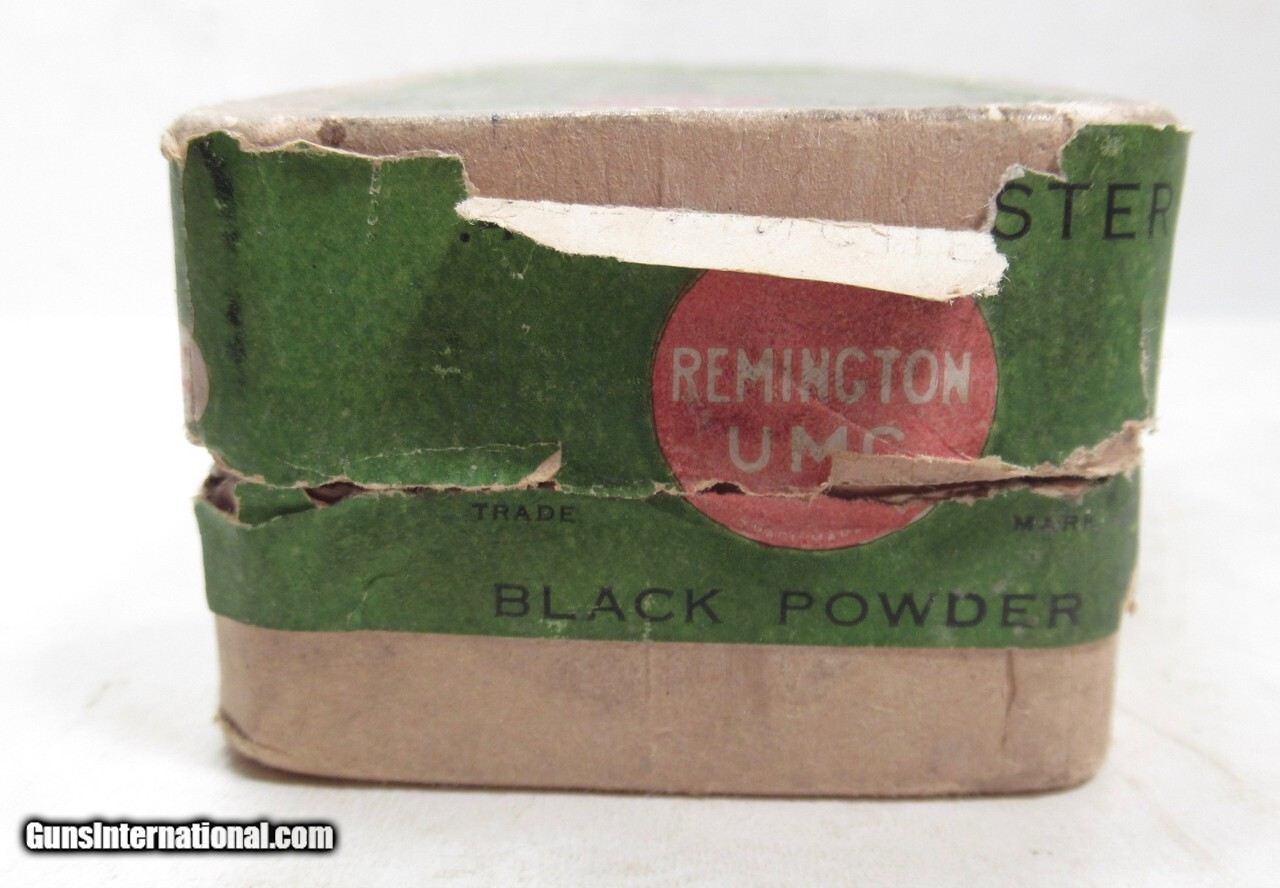 STER
REMINGTON
UMC
TRADE MARK
BLACK POWDER
GunsInternational.com